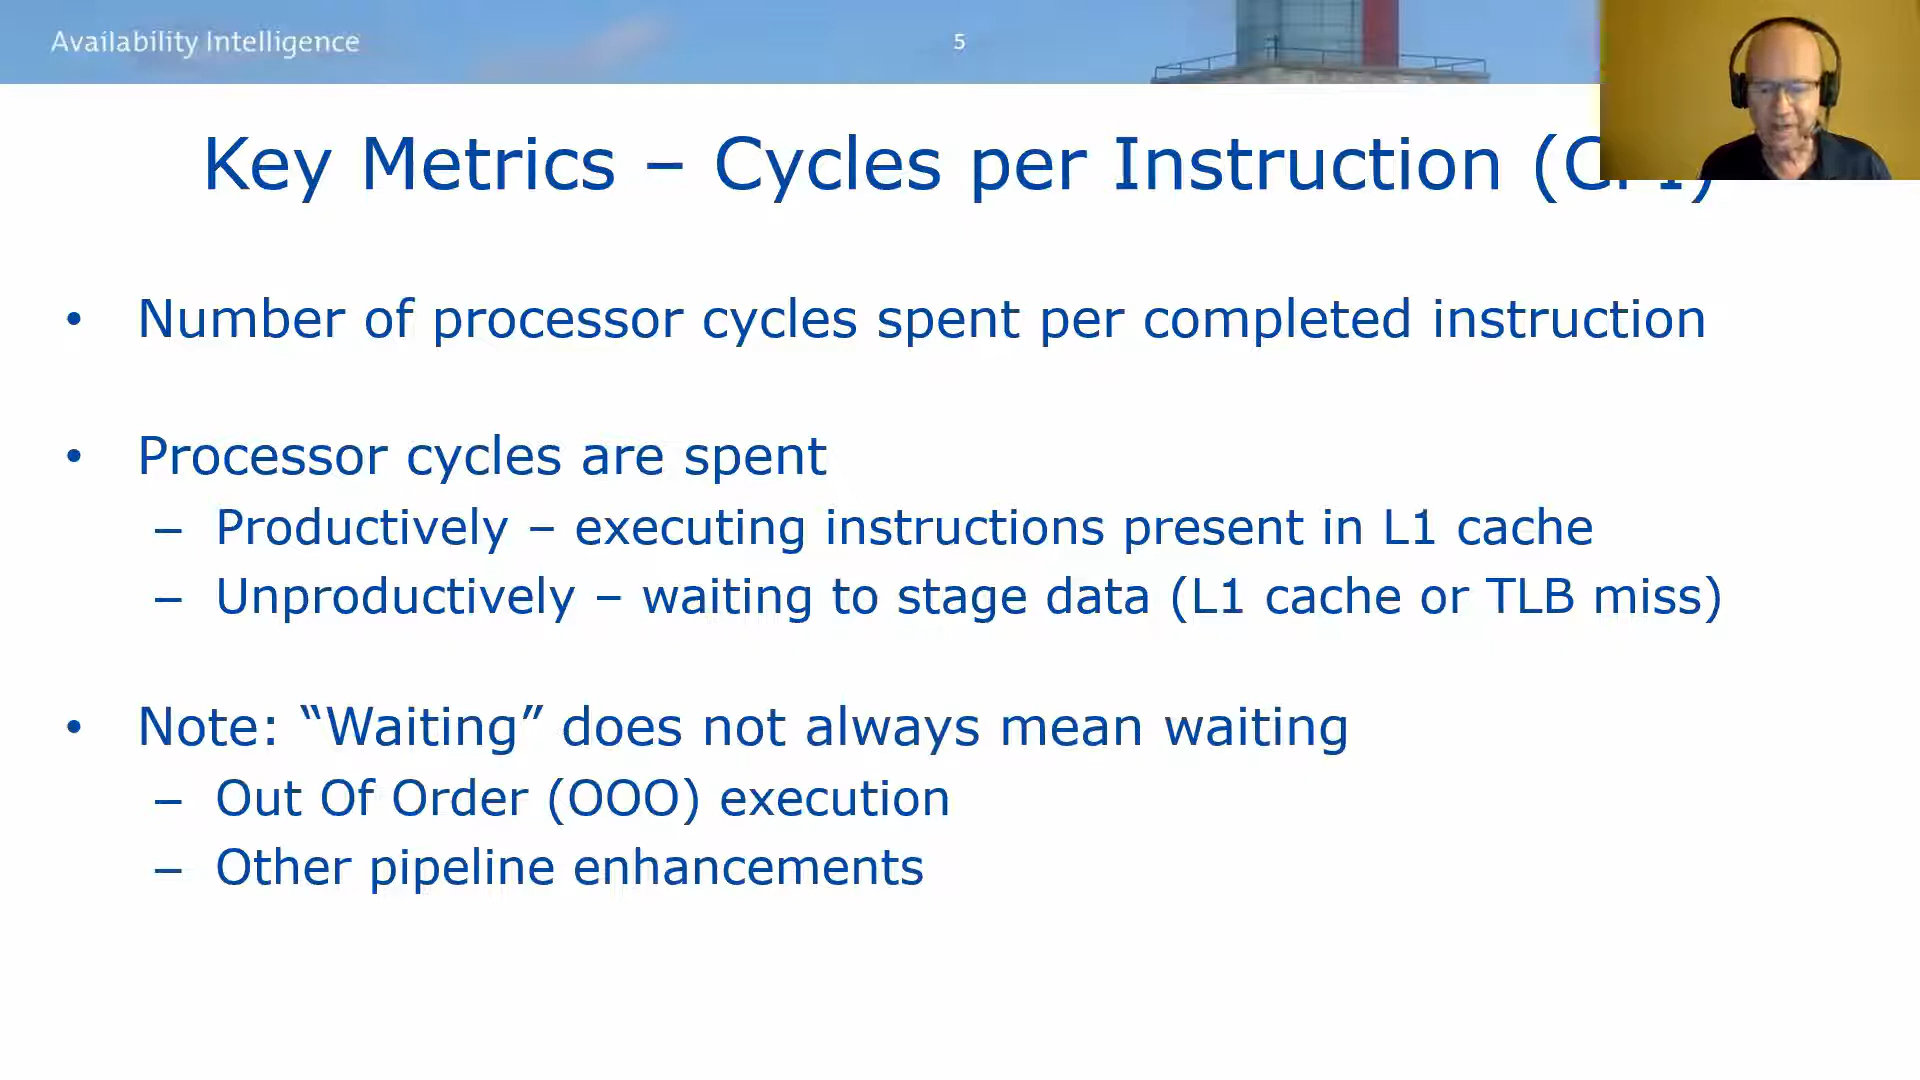 Availability Intelligence
5
Key Metrics – Cycles per Instruction
• Number of processor cycles spent per completed instruction
• Processor cycles are spent
– Productively – executing instructions present in L1 cache
– Unproductively – waiting to stage data (L1 cache or TLB miss)
• Note: “Waiting” does not always mean waiting
– Out Of Order (OOO) execution
– Other pipeline enhancements